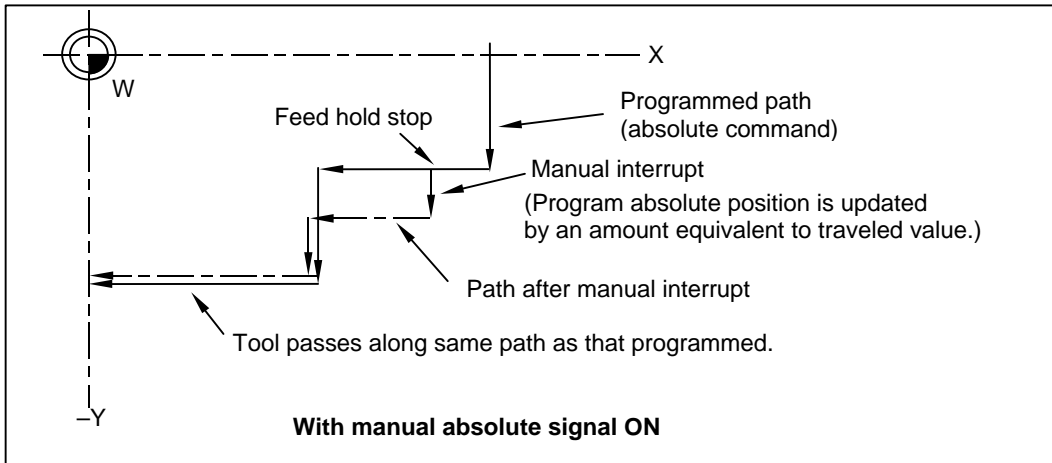 X
W
Programmed path
(absolute command)
Feed hold stop
Manual interrupt
(Program absolute position is updated
by an amount equivalent to traveled value.)
Path after manual interrupt
Tool passes along same path as that programmed.
–Y
With manual absolute signal ON